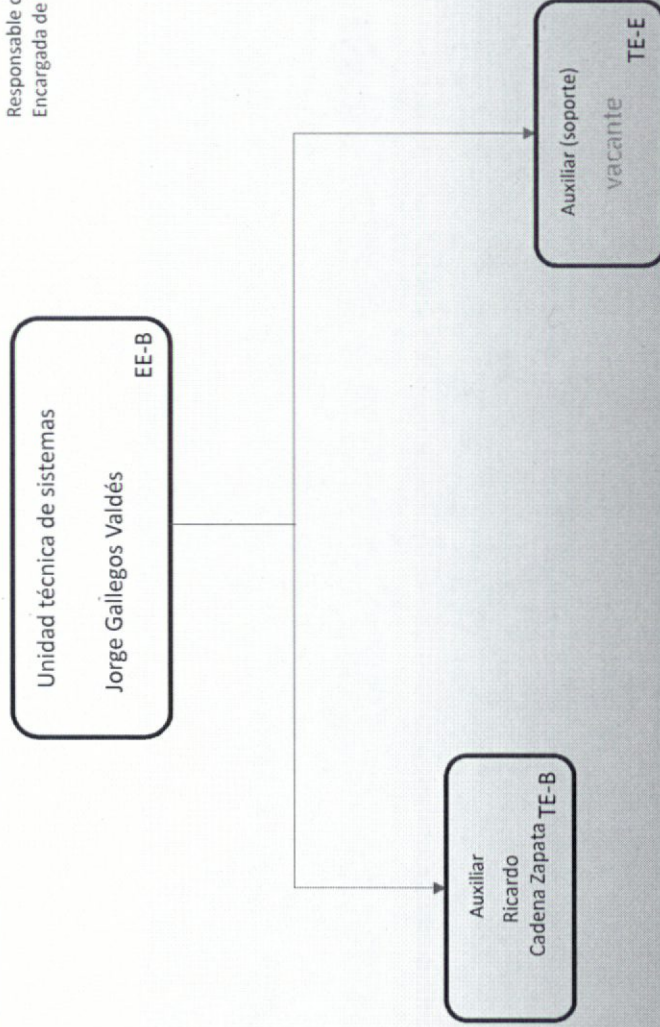 Responsable
Encargada de
Unidad técnica de sistemas
Jorge Gallegos Valdés
EE-B
Auxiliar
Ricardo
Cadena Zapata
TE-B
Auxiliar (soporte)
vacante
TE-E